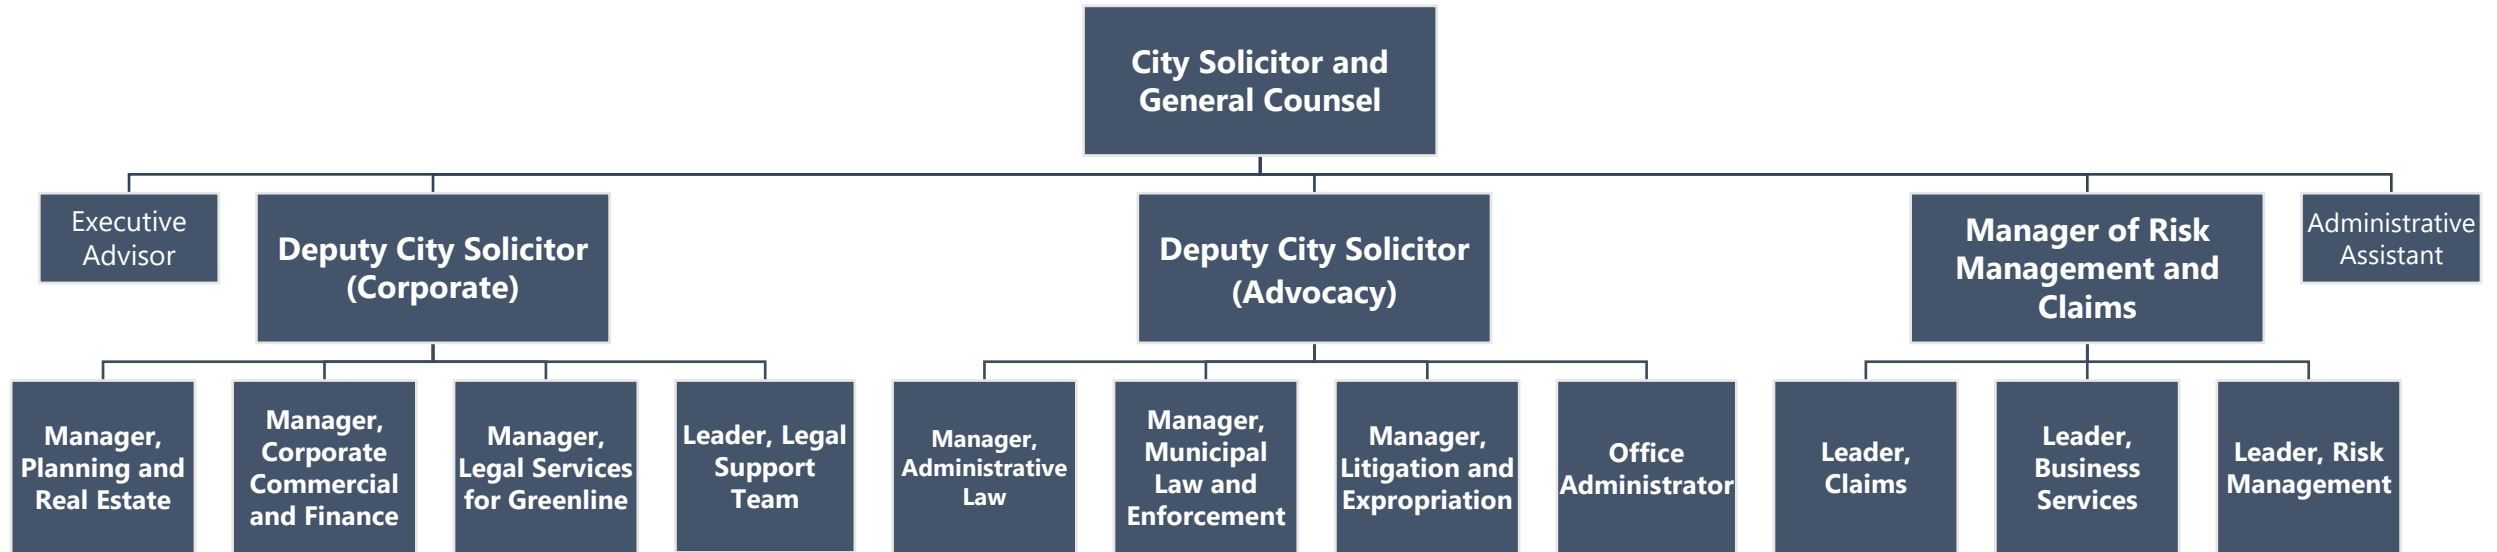 City Solicitor and
General Counsel
Executive
Advisor
Deputy City Solicitor
(Corporate)
Deputy City Solicitor
(Advocacy)
Manager of Risk
Management and
Claims
Administrative
Assistant
Manager,
Planning and
Real Estate
Manager,
Corporate
Commercial
and Finance
Manager,
Legal Services
for Greenline
Leader, Legal
Support
Team
Manager,
Administrative
Law
Manager,
Municipal
Law and
Enforcement
Manager,
Litigation and
Expropriation
Office
Administrator
Leader,
Claims
Leader,
Business
Services
Leader, Risk
Management